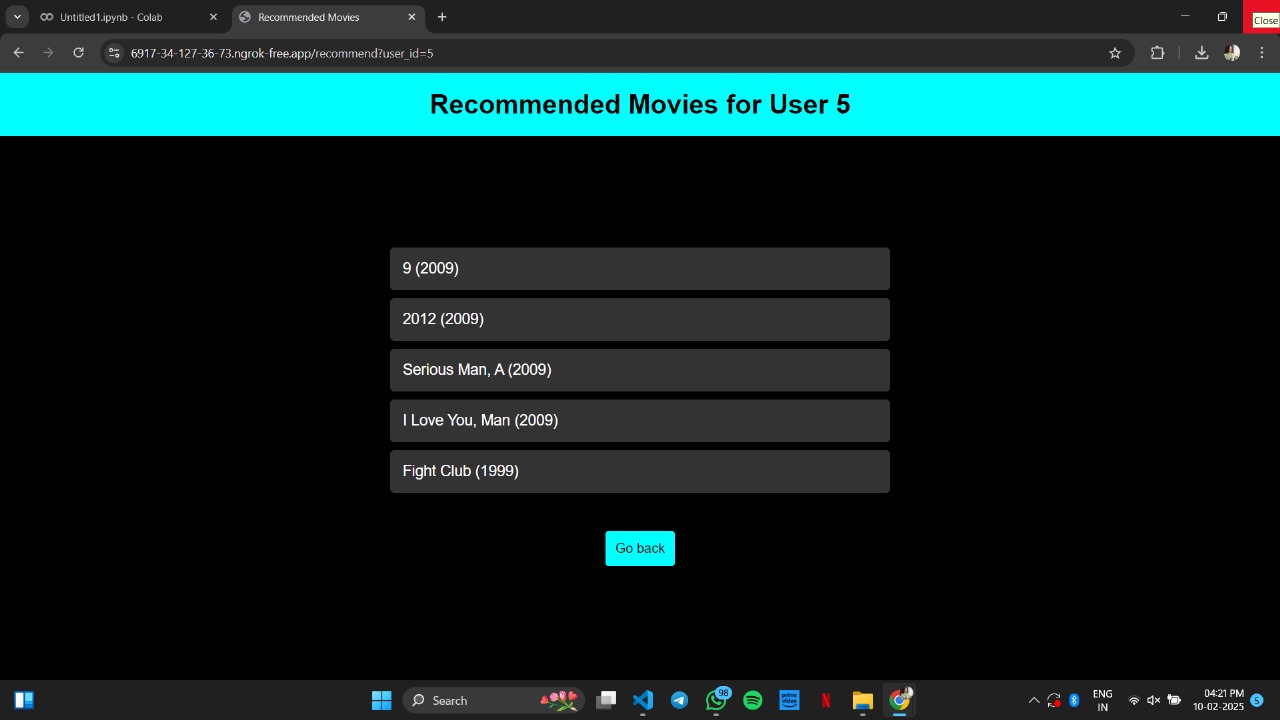 Untitled1.ipynb - Colab
Recommended Movies
Close
6917-34-127-36-73.ngrok-free.app/recommend?user_id=5
Recommended Movies for User 5
9 (2009)
2012 (2009)
Serious Man, A (2009)
I Love You, Man (2009)
Fight Club (1999)
Go back
Search
98
prime video
N
ENG
IN
04:21 PM
10-02-2025
5